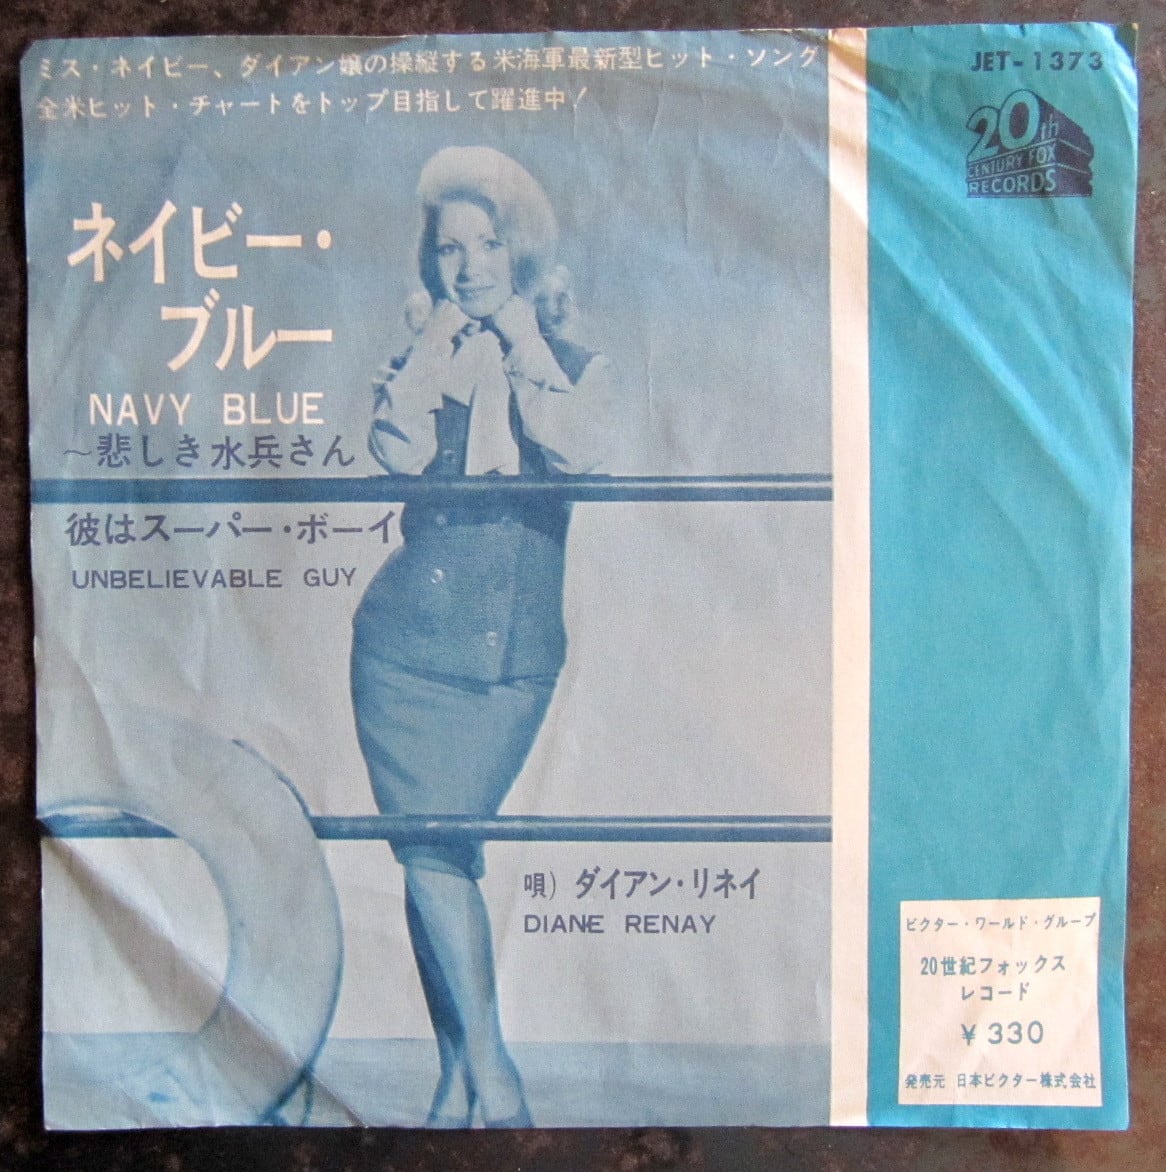 ミス・ネイビー、ダイアン嬢の操縦する米海軍最新型ヒット・ソング
全米ヒット・チャートをトップ目指して躍進中!
JET-1373
20th
CENTURY FOX
RECORDS
ネイビー・
ブルー
NAVY BLUE
~悲しき水兵さん
彼はスーパー・ボーイ
UNBELIEVABLE GUY
唄) ダイアン・リネイ
DIANE RENAY
ビクター・ワールド・グループ
20世紀フォックス
レコード
¥330
発売元 日本ビクター株式会社